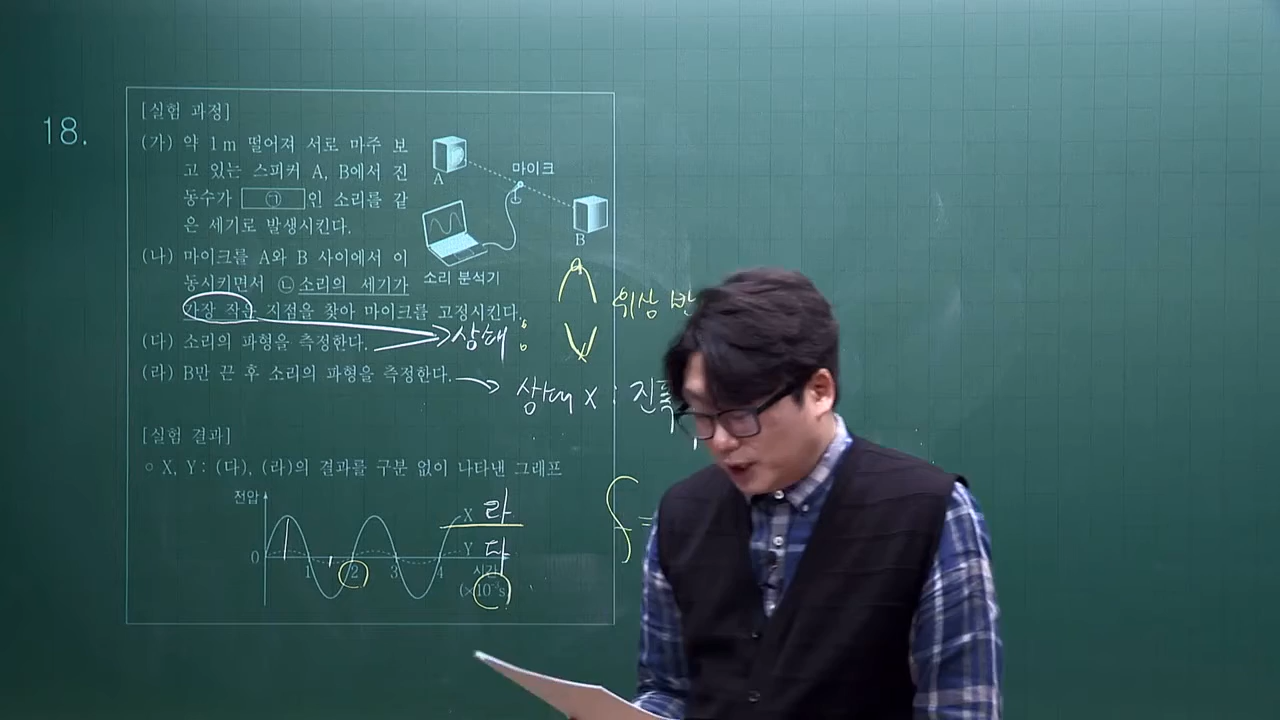 18.
[실험 과정]
(가) 약 1m 떨어져 서로 마주 보
고 있는 스피커 A, B에서 진
동수가 ㉠ 인 소리를 같
은 세기로 발생시킨다.
(나) 마이크를 A와 B 사이에서 이
동시키면서 ㉡소리의 세기가
가장 작은 지점을 찾아 마이크를 고정시킨다.
(다) 소리의 파형을 측정한다.
(라) B만 끈 후 소리의 파형을 측정한다.
A
마이크
B
소리 분석기
위상 반
상쇄 :
상쇄 X : 진폭
[실험 결과]
○ X, Y : (다), (라)의 결과를 구분 없이 나타낸 그래프
전압
X 라
Y 다
0 1 2 3 4 시간
(×10⁻³s)
f =